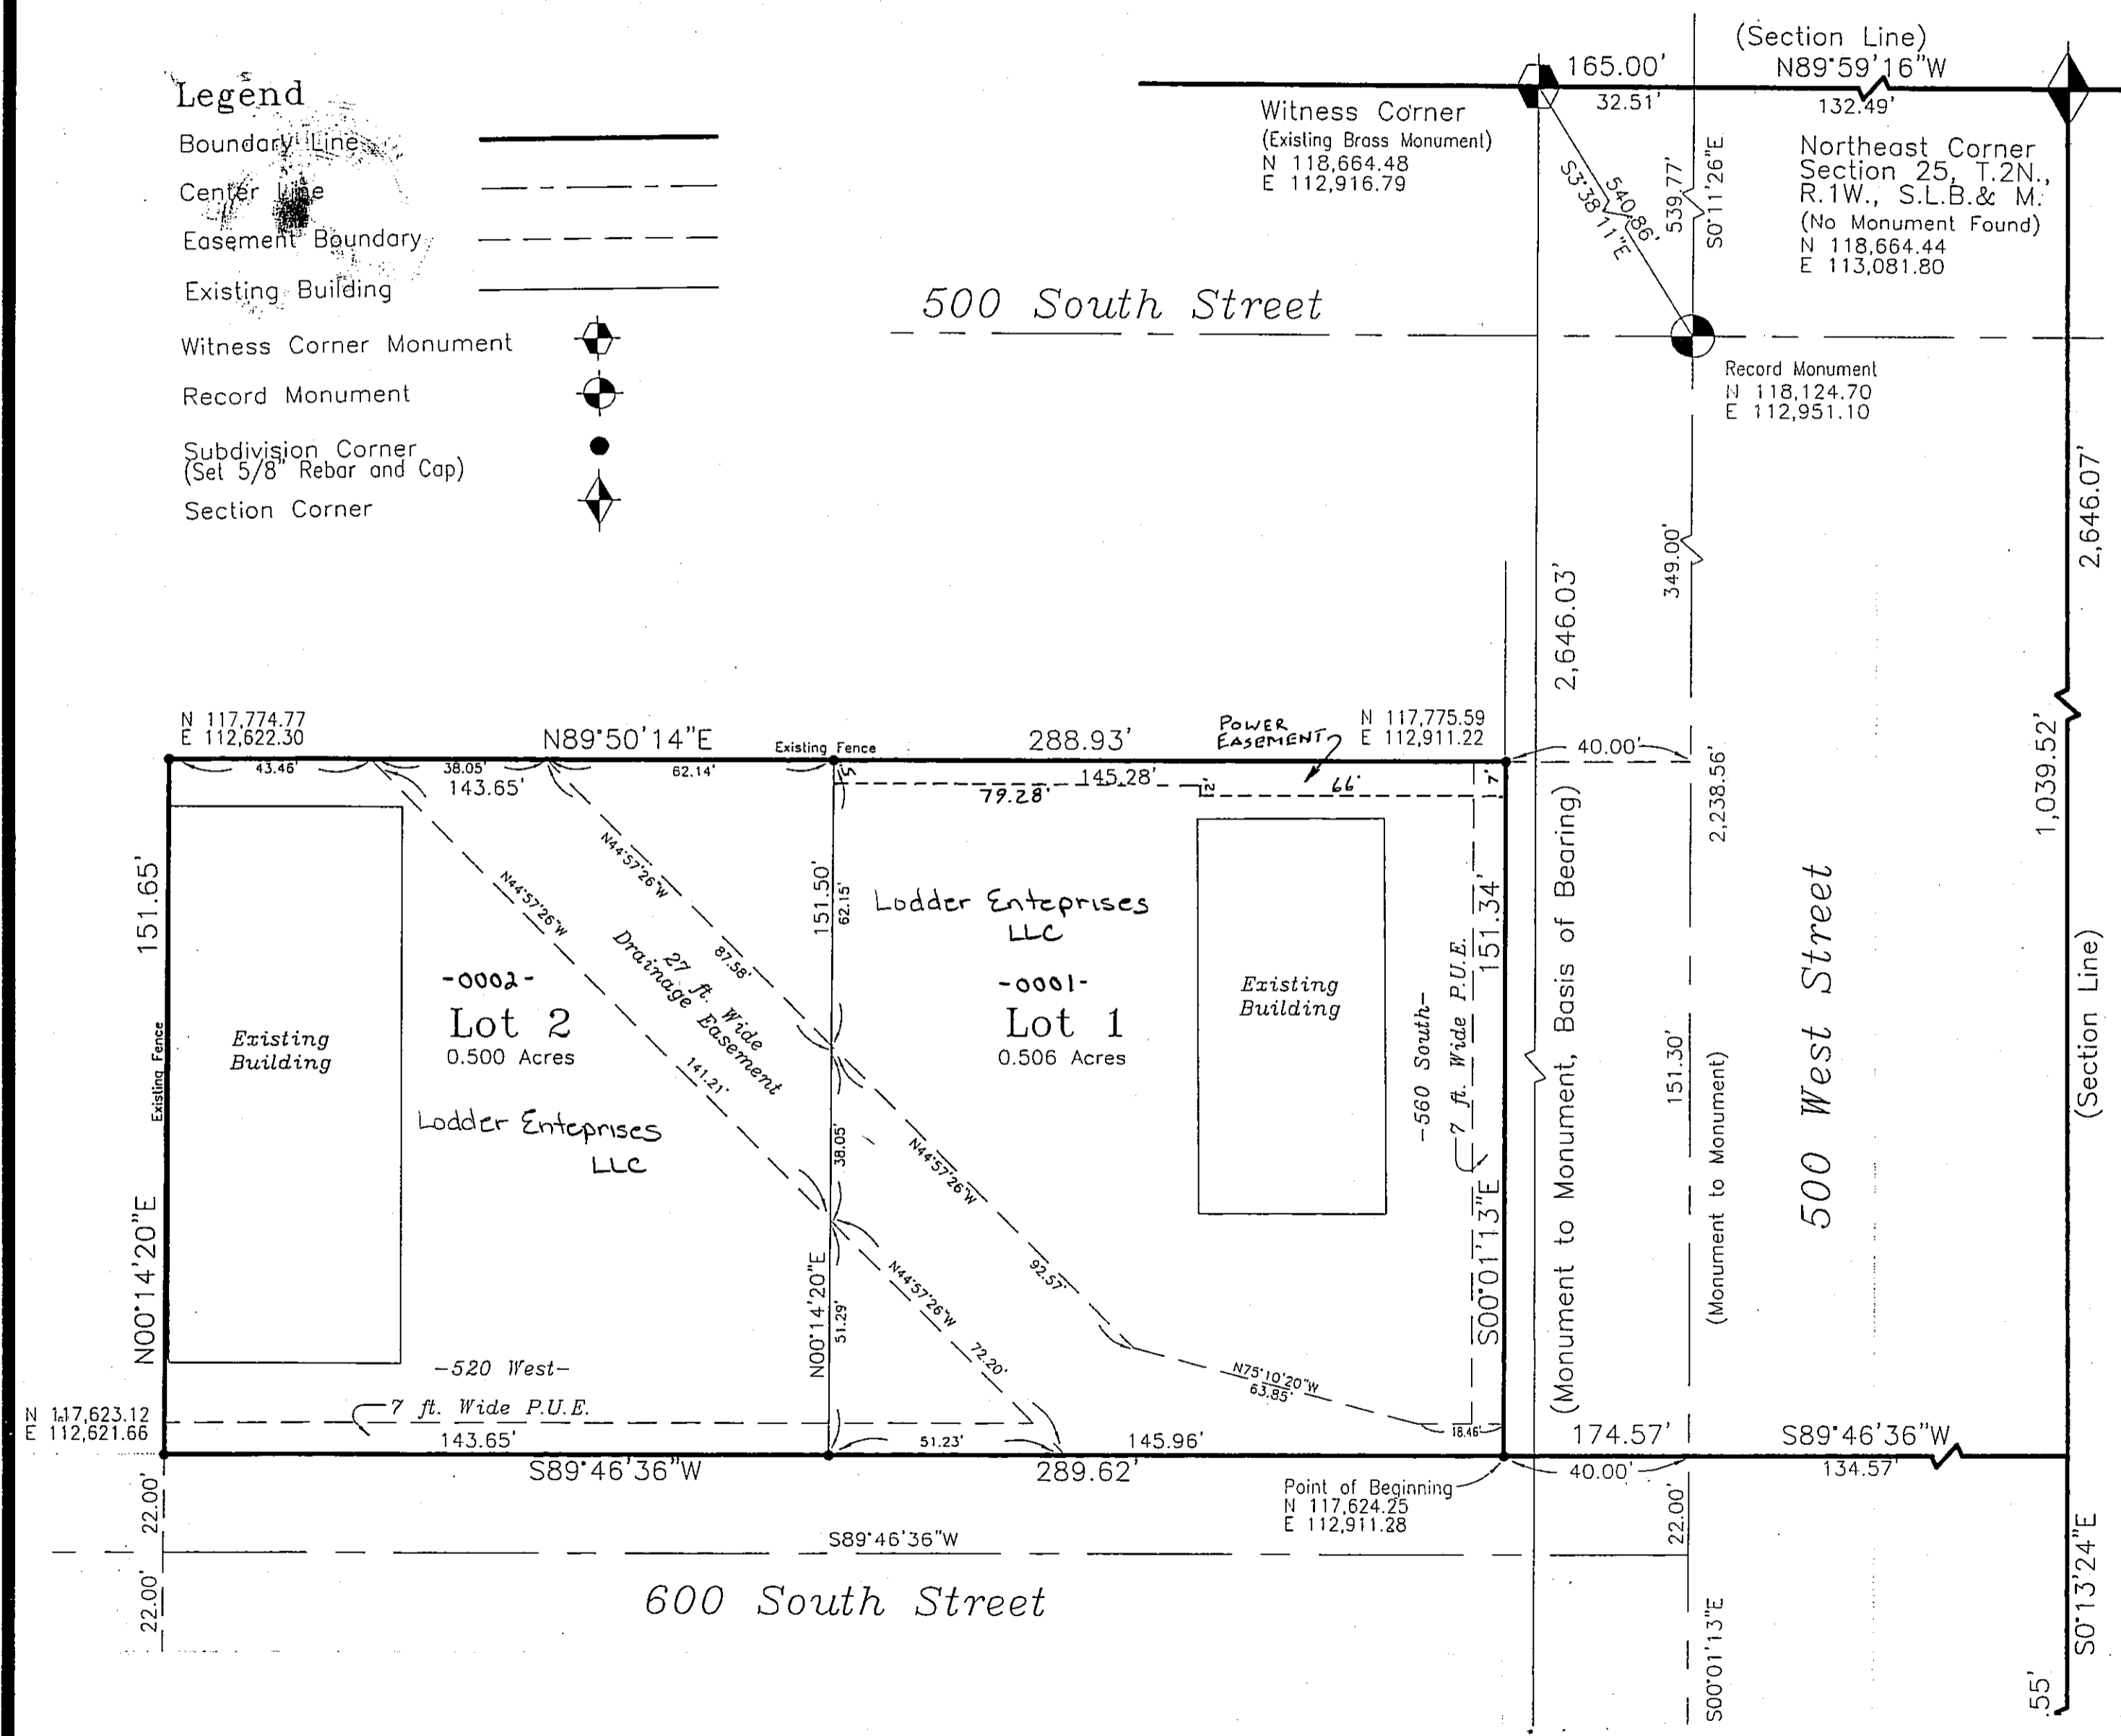 Legend
Boundary Line
Center Line
Easement Boundary
Existing Building
Witness Corner Monument
Record Monument
Subdivision Corner
(Set 5/8" Rebar and Cap)
Section Corner
(Section Line)
165.00'
N89°59'16"W
32.51'
132.49'
Witness Corner
(Existing Brass Monument)
N 118,664.48
E 112,916.79
Northeast Corner
Section 25, T.2N.,
R.1W., S.L.B.& M.
(No Monument Found)
N 118,664.44
E 113,081.80
S3°38'11"E
540.86'
539.77'
S0°11'26"E
500 South Street
Record Monument
N 118,124.70
E 112,951.10
2,646.07'
349.00'
2,646.03'
N 117,774.77
E 112,622.30
N89°50'14"E
Existing Fence
288.93'
POWER
EASEMENT
N 117,775.59
E 112,911.22
40.00'
43.46'
38.05'
62.14'
143.65'
5'
145.28'
79.28'
2'
66'
7'
2,238.56'
1,039.52'
151.65'
N44°57'26"W
N44°57'26"W
87.58'
151.50'
62.15'
Lodder Enteprises
LLC
151.34'
27 ft. Wide
Drainage Easement
-0002-
Lot 2
0.500 Acres
-0001-
Lot 1
0.506 Acres
Existing
Building
Existing
Building
141.21'
Lodder Enteprises
LLC
Existing Fence
38.05'
N44°57'26"W
92.57'
-560 South-
7 ft. Wide P.U.E.
S00°01'13"E
(Monument to Monument, Basis of Bearing)
151.30'
(Monument to Monument)
500 West Street
(Section Line)
N00°14'20"E
N00°14'20"E
51.29'
N44°57'26"W
72.20'
N75°10'20"W
63.85'
-520 West-
7 ft. Wide P.U.E.
N 117,623.12
E 112,621.66
143.65'
51.23'
145.96'
18.46'
174.57'
S89°46'36"W
S89°46'36"W
289.62'
40.00'
134.57'
Point of Beginning
N 117,624.25
E 112,911.28
22.00'
22.00'
22.00'
S89°46'36"W
600 South Street
S00°01'13"E
S0°13'24"E
.55'